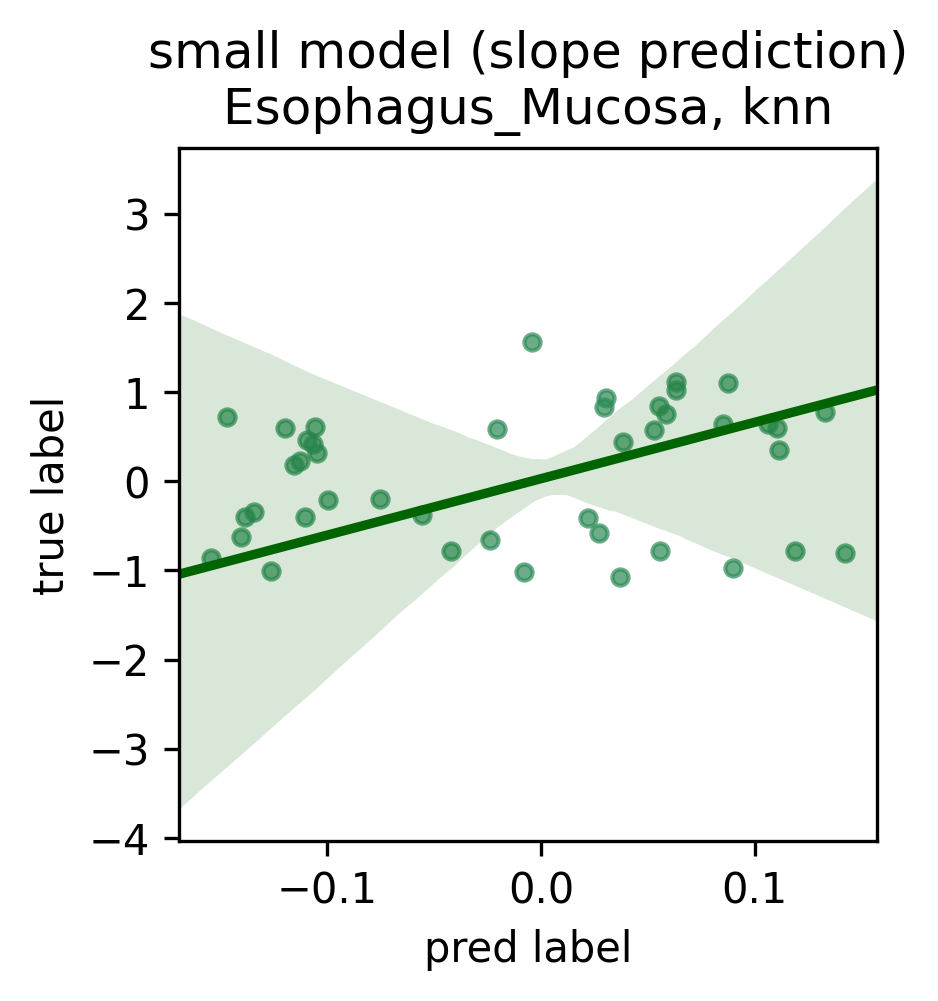 small model (slope prediction)
Esophagus_Mucosa, knn
3
2
1
0
−1
−2
−3
−4
true label
−0.1
0.0
0.1
pred label